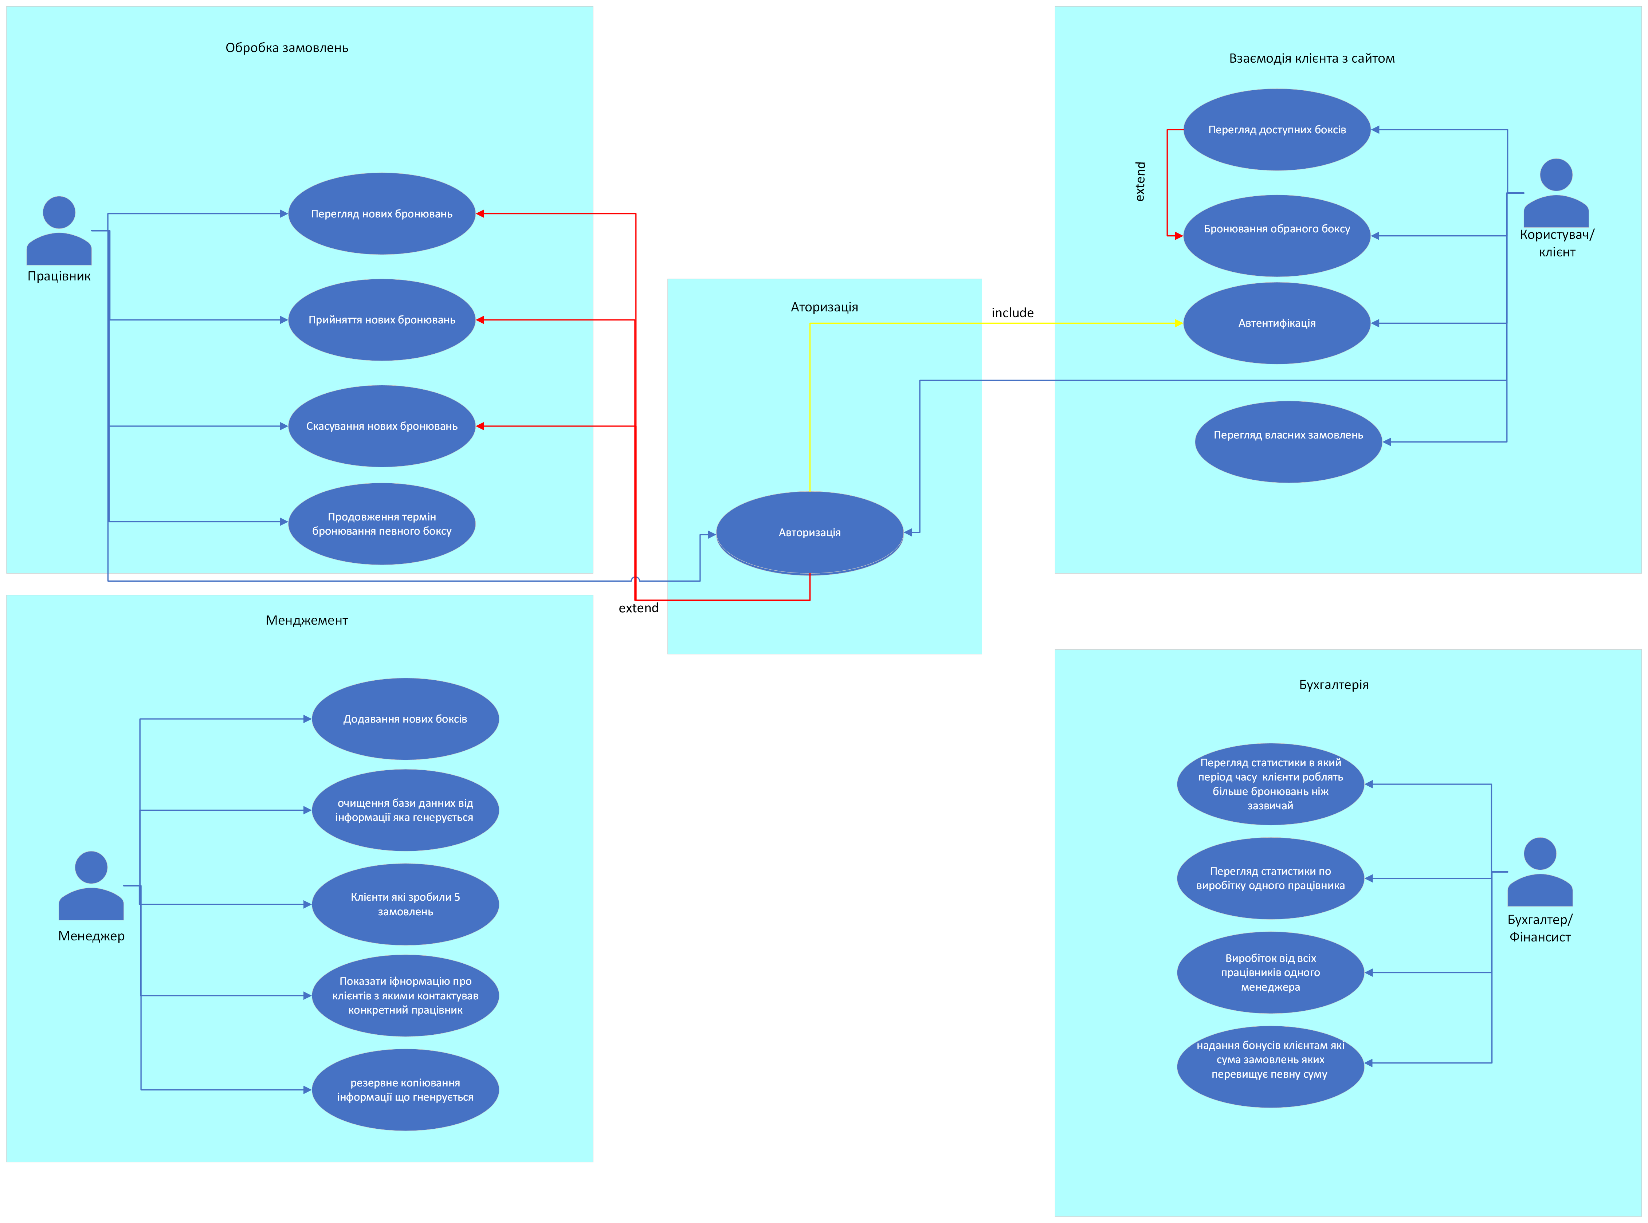 Обробка замовлень
Перегляд нових бронювань
Прийняття нових бронювань
Скасування нових бронювань
Продовження термін
бронювання певного боксу
Працівник
Аторизація
Авторизація
include
extend
Взаємодія клієнта з сайтом
Перегляд доступних боксів
extend
Бронювання обраного боксу
Автентифікація
Перегляд власних замовлень
Користувач/
клієнт
Менджемент
Додавання нових боксів
очищення бази данних від
інформації яка генерується
Клієнти які зробили 5
замовлень
Показати іфнормацію про
клієнтів з якими контактував
конкретний працівник
резервне копіювання
інформації що гненрується
Менеджер
Бухгалтерія
Перегляд статистики в який
період часу клієнти роблять
більше бронювань ніж
зазвичай
Перегляд статистики по
виробітку одного працівника
Виробіток від всіх
працівників одного
менеджера
надання бонусів клієнтам які
сума замовлень яких
перевищує певну суму
Бухгалтер/
Фінансист